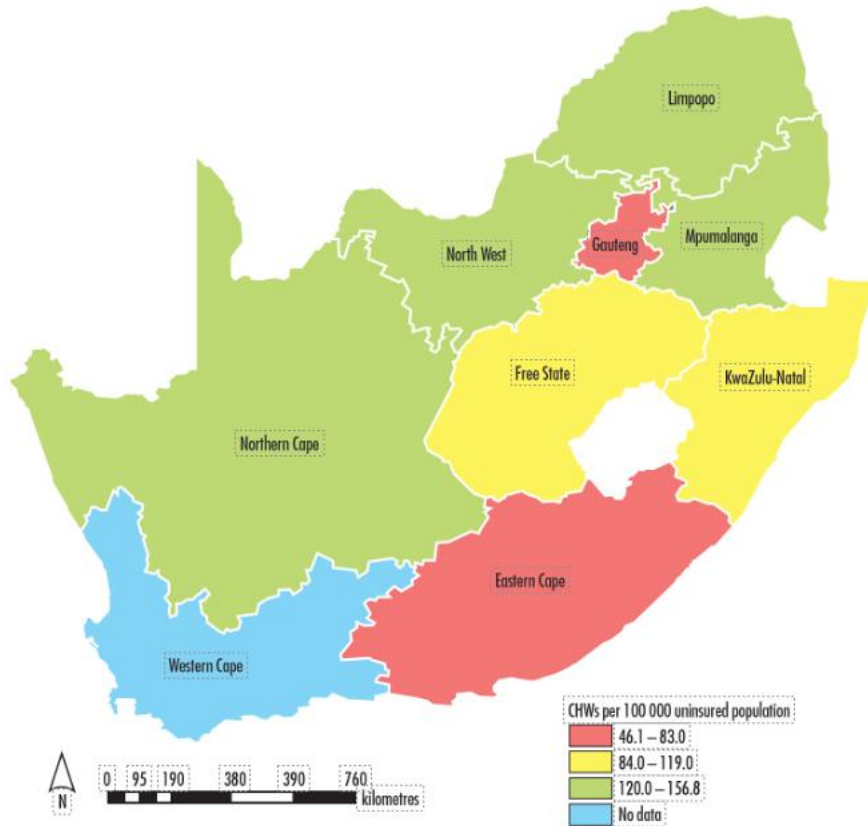 Limpopo
Mpumalanga
Gauteng
North West
Free State
KwaZulu-Natal
Northern Cape
Eastern Cape
Western Cape
CHWs per 100 000 uninsured population
46.1 – 83.0
84.0 – 119.0
120.0 – 156.8
No data
0 95 190 380 390 760
kilometres
N